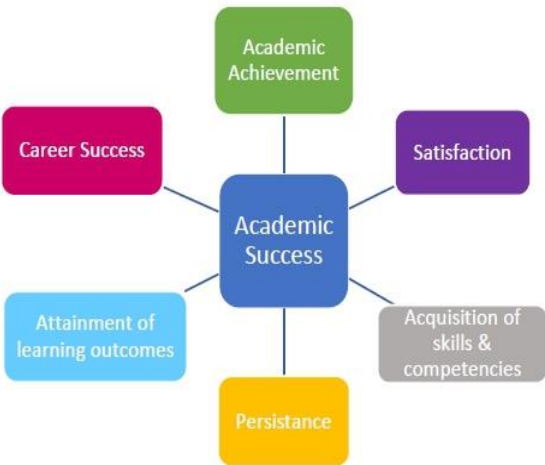 Academic
Achievement
Career Success
Satisfaction
Academic
Success
Attainment of
learning outcomes
Acquisition of
skills &
competencies
Persistance